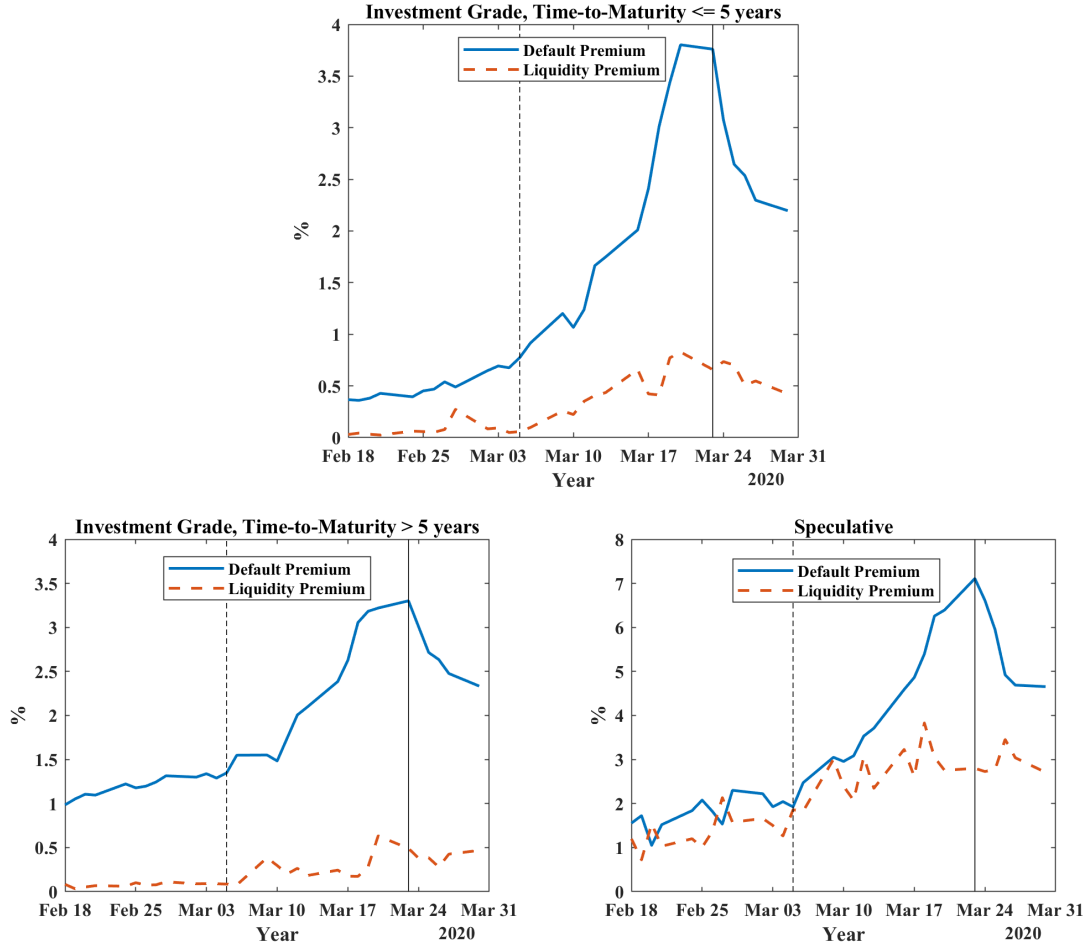 Investment Grade, Time-to-Maturity <= 5 years
Default Premium
Liquidity Premium
4
3.5
3
2.5
2
1.5
1
0.5
0
%
Feb 18 Feb 25 Mar 03 Mar 10 Mar 17 Mar 24 Mar 31
Year
2020
Investment Grade, Time-to-Maturity > 5 years
Default Premium
Liquidity Premium
4
3.5
3
2.5
2
1.5
1
0.5
0
%
Feb 18 Feb 25 Mar 03 Mar 10 Mar 17 Mar 24 Mar 31
Year
2020
Speculative
Default Premium
Liquidity Premium
8
7
6
5
4
3
2
1
0
%
Feb 18 Feb 25 Mar 03 Mar 10 Mar 17 Mar 24 Mar 31
Year
2020